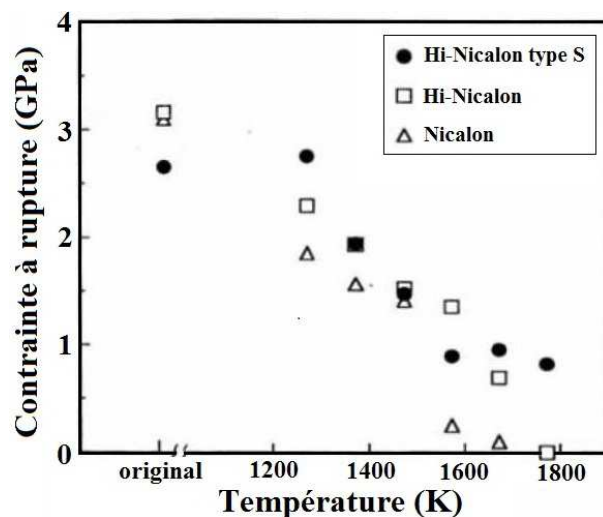 Contrainte à rupture (GPa)
4
3
2
1
0
Hi-Nicalon type S
Hi-Nicalon
Nicalon
original
1200
1400
1600
1800
Température (K)